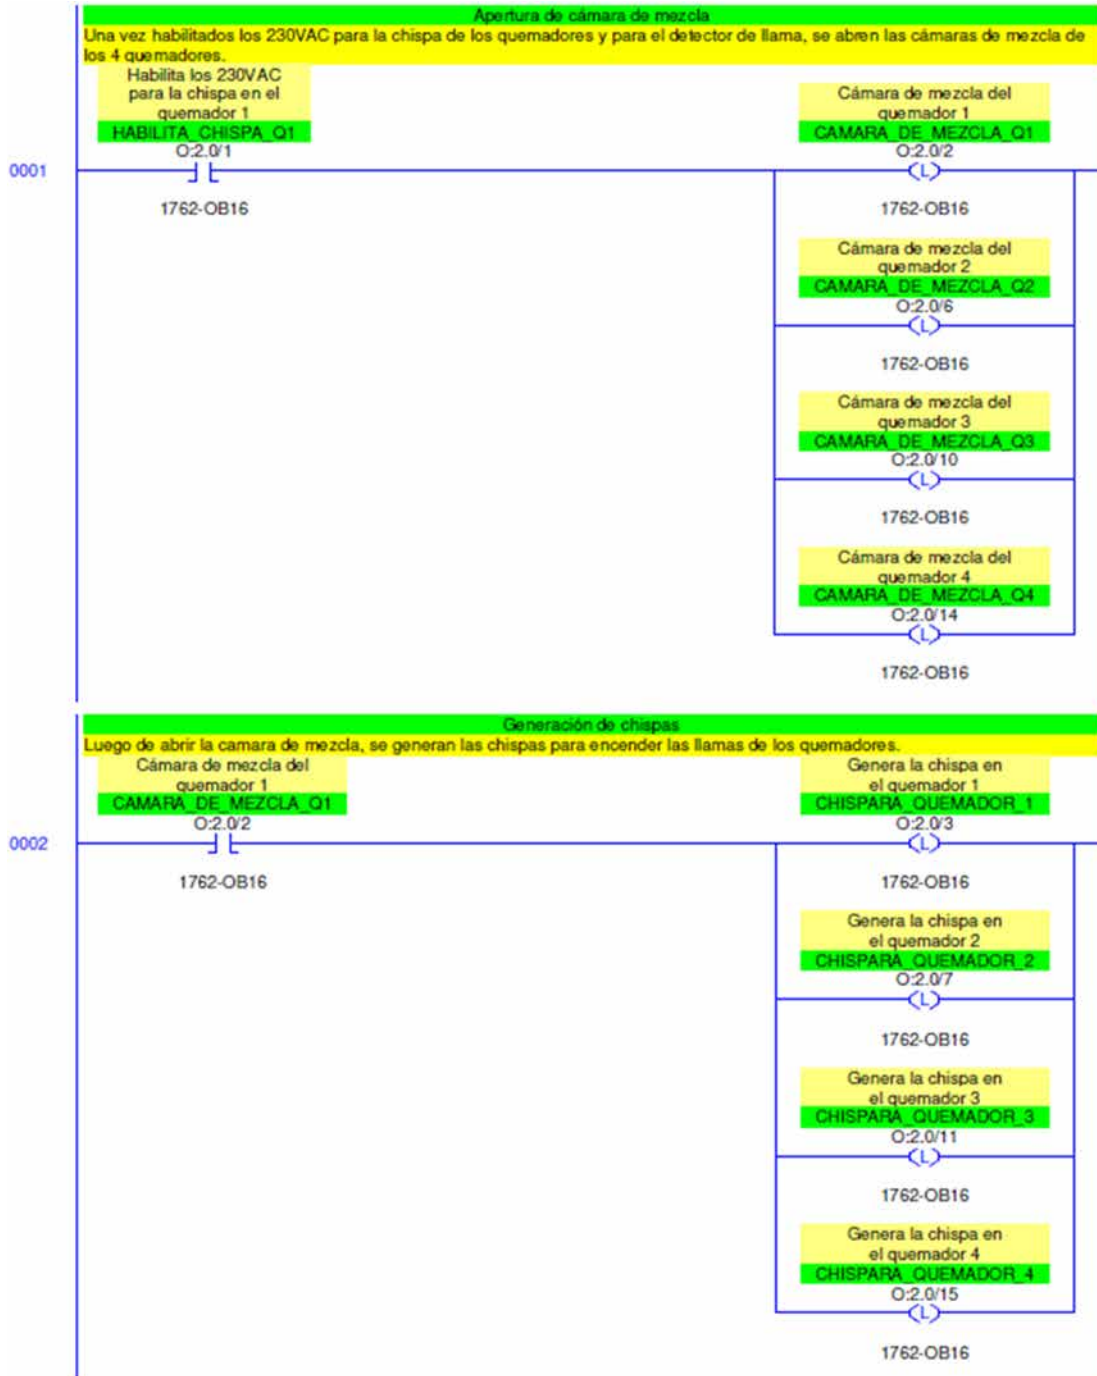 Apertura de cámara de mezcla
Una vez habilitados los 230VAC para la chispa de los quemadores y para el detector de llama, se abren las cámaras de mezcla de
los 4 quemadores.
Habilita los 230VAC
para la chispa en el
quemador 1
HABILITA_CHISPA_Q1
O:2.0/1
0001
1762-OB16
Cámara de mezcla del
quemador 1
CAMARA_DE_MEZCLA_Q1
O:2.0/2
L
1762-OB16
Cámara de mezcla del
quemador 2
CAMARA_DE_MEZCLA_Q2
O:2.0/6
L
1762-OB16
Cámara de mezcla del
quemador 3
CAMARA_DE_MEZCLA_Q3
O:2.0/10
L
1762-OB16
Cámara de mezcla del
quemador 4
CAMARA_DE_MEZCLA_Q4
O:2.0/14
L
1762-OB16
Generación de chispas
Luego de abrir la camara de mezcla, se generan las chispas para encender las llamas de los quemadores.
Cámara de mezcla del
quemador 1
CAMARA_DE_MEZCLA_Q1
O:2.0/2
0002
1762-OB16
Genera la chispa en
el quemador 1
CHISPARA_QUEMADOR_1
O:2.0/3
L
1762-OB16
Genera la chispa en
el quemador 2
CHISPARA_QUEMADOR_2
O:2.0/7
L
1762-OB16
Genera la chispa en
el quemador 3
CHISPARA_QUEMADOR_3
O:2.0/11
L
1762-OB16
Genera la chispa en
el quemador 4
CHISPARA_QUEMADOR_4
O:2.0/15
L
1762-OB16